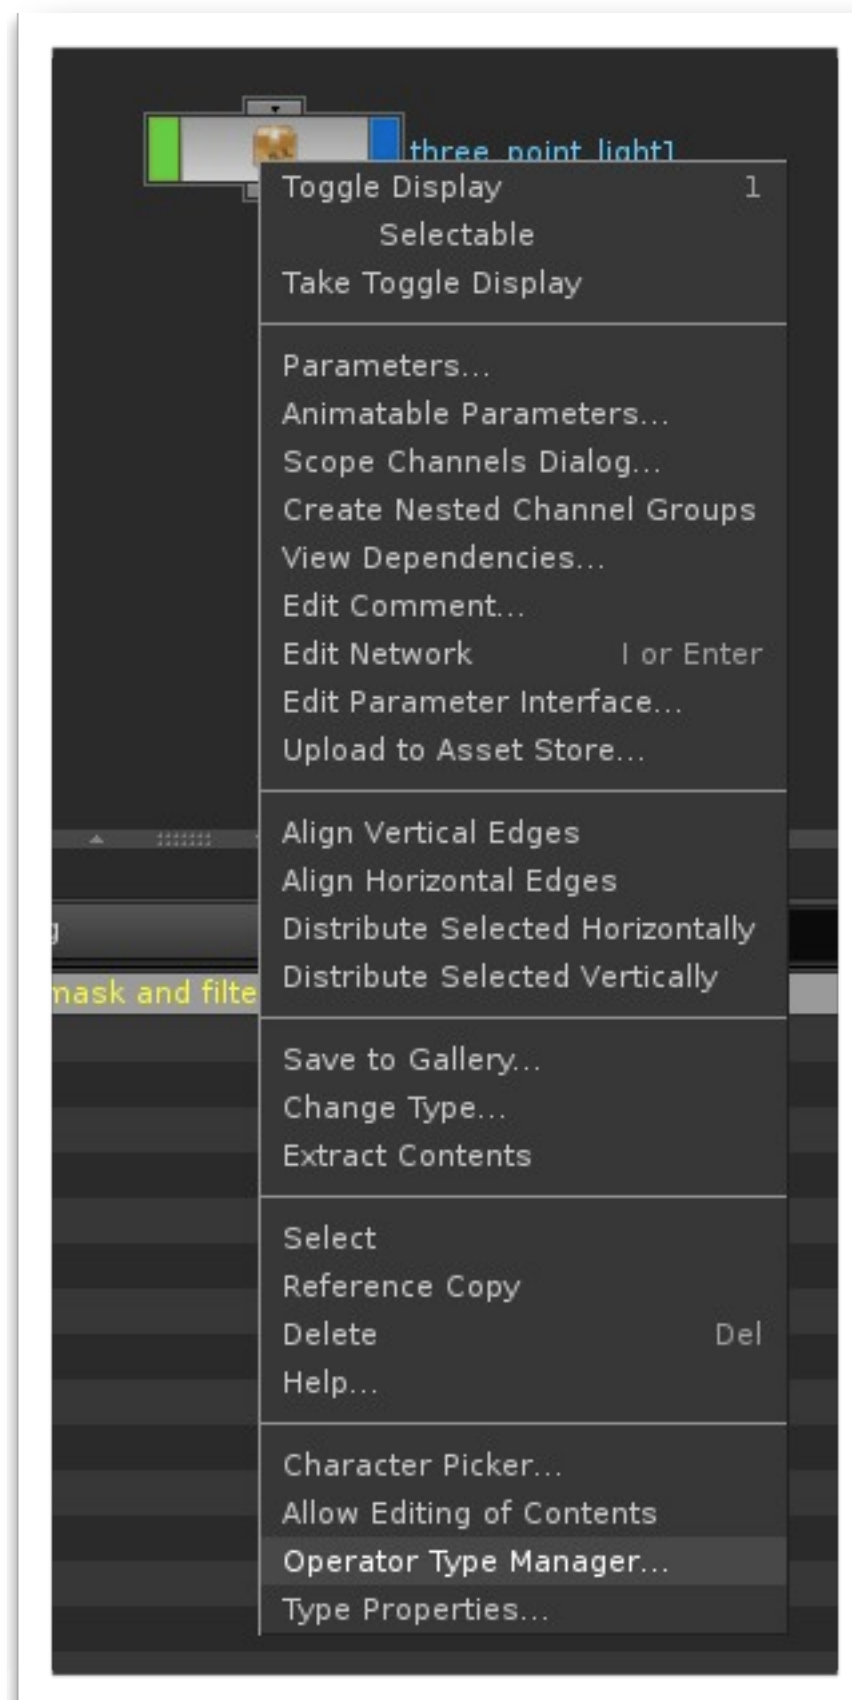 three_point_light1
Toggle Display 1
Selectable
Take Toggle Display
Parameters...
Animatable Parameters...
Scope Channels Dialog...
Create Nested Channel Groups
View Dependencies...
Edit Comment...
Edit Network I or Enter
Edit Parameter Interface...
Upload to Asset Store...
Align Vertical Edges
Align Horizontal Edges
g
Distribute Selected Horizontally
Distribute Selected Vertically
mask and filte
Save to Gallery...
Change Type...
Extract Contents
Select
Reference Copy
Delete Del
Help...
Character Picker...
Allow Editing of Contents
Operator Type Manager...
Type Properties...